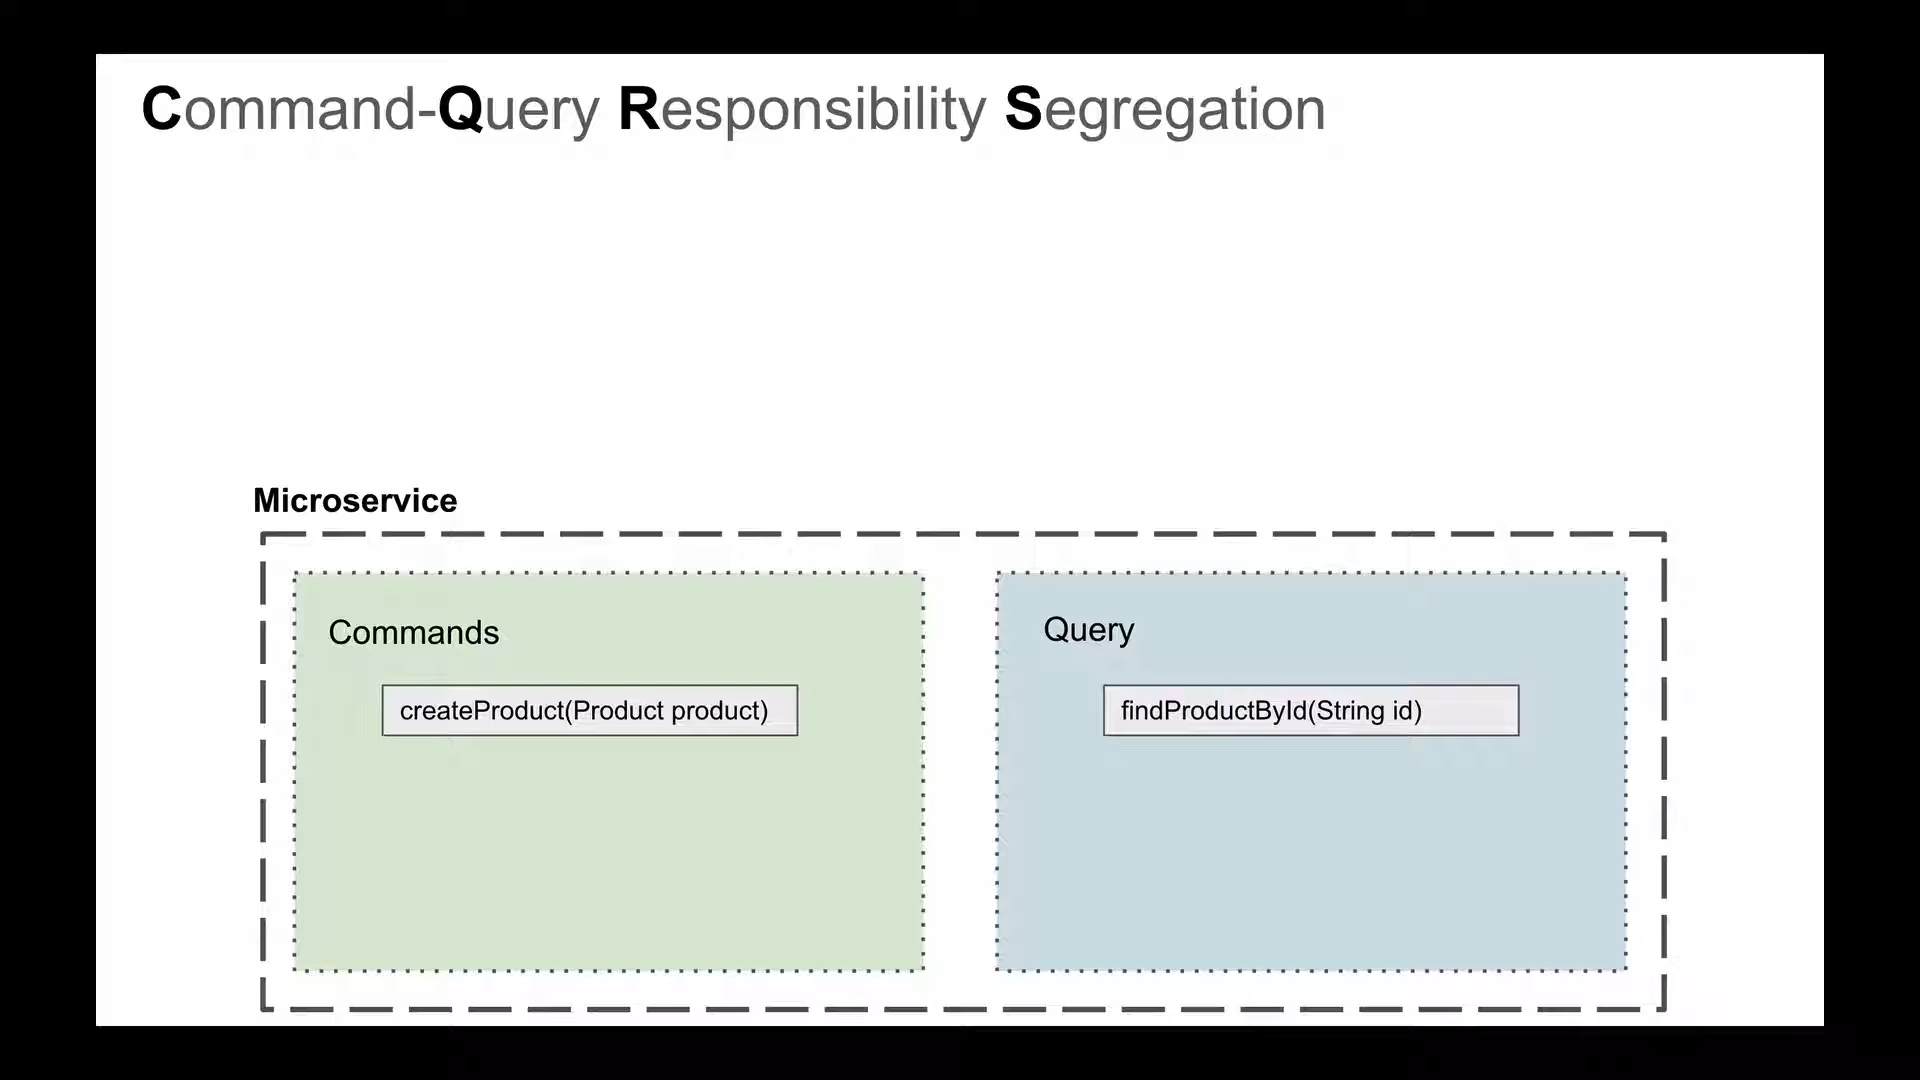 Command-Query Responsibility Segregation
Microservice
Commands
createProduct(Product product)
Query
findProductById(String id)